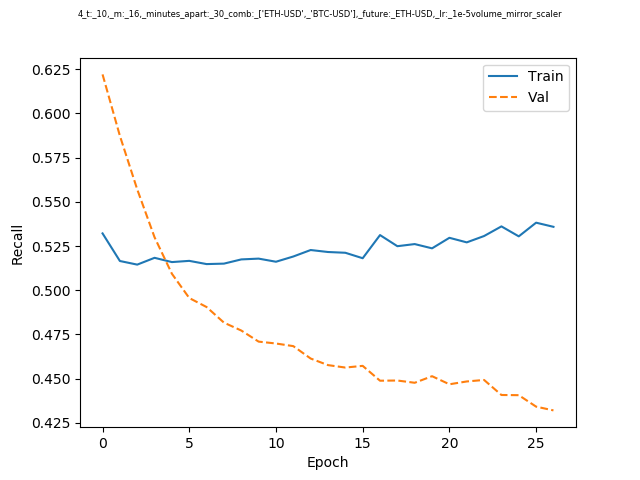 4_t:_10,_m:_16,_minutes_apart:_30_comb:_['ETH-USD',_'BTC-USD'],_future:_ETH-USD,_lr:_1e-5volume_mirror_scaler
Train
Val
0.625
0.600
0.575
0.550
0.525
0.500
0.475
0.450
0.425
Recall
0 5 10 15 20 25
Epoch